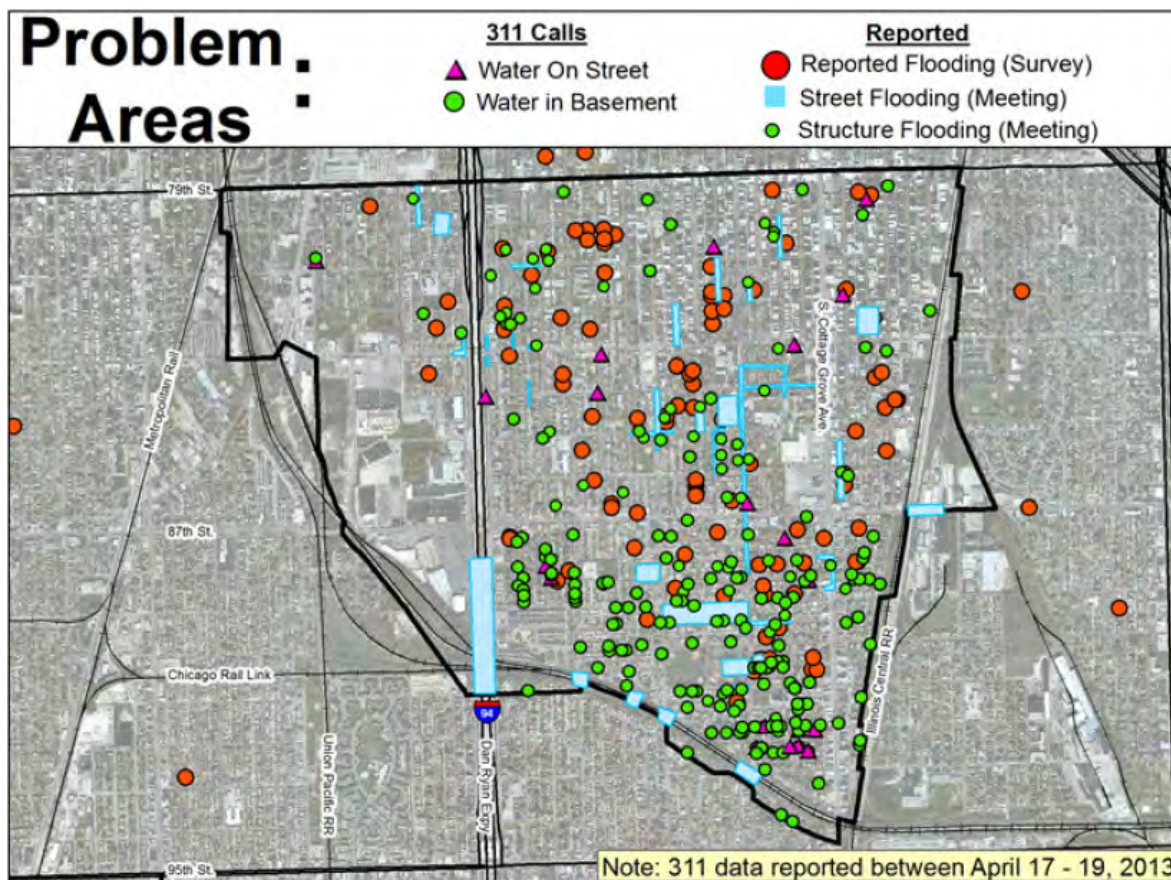 Problem :
Areas
311 Calls
Water On Street
Water in Basement
Reported
Reported Flooding (Survey)
Street Flooding (Meeting)
Structure Flooding (Meeting)
79th St.
Metropolitan Rail
S. Cottage Grove Ave.
87th St.
Chicago Rail Link
Illinois Central RR
94
Union Pacific RR
Dan Ryan Expy
95th St.
Note: 311 data reported between April 17 - 19, 2013